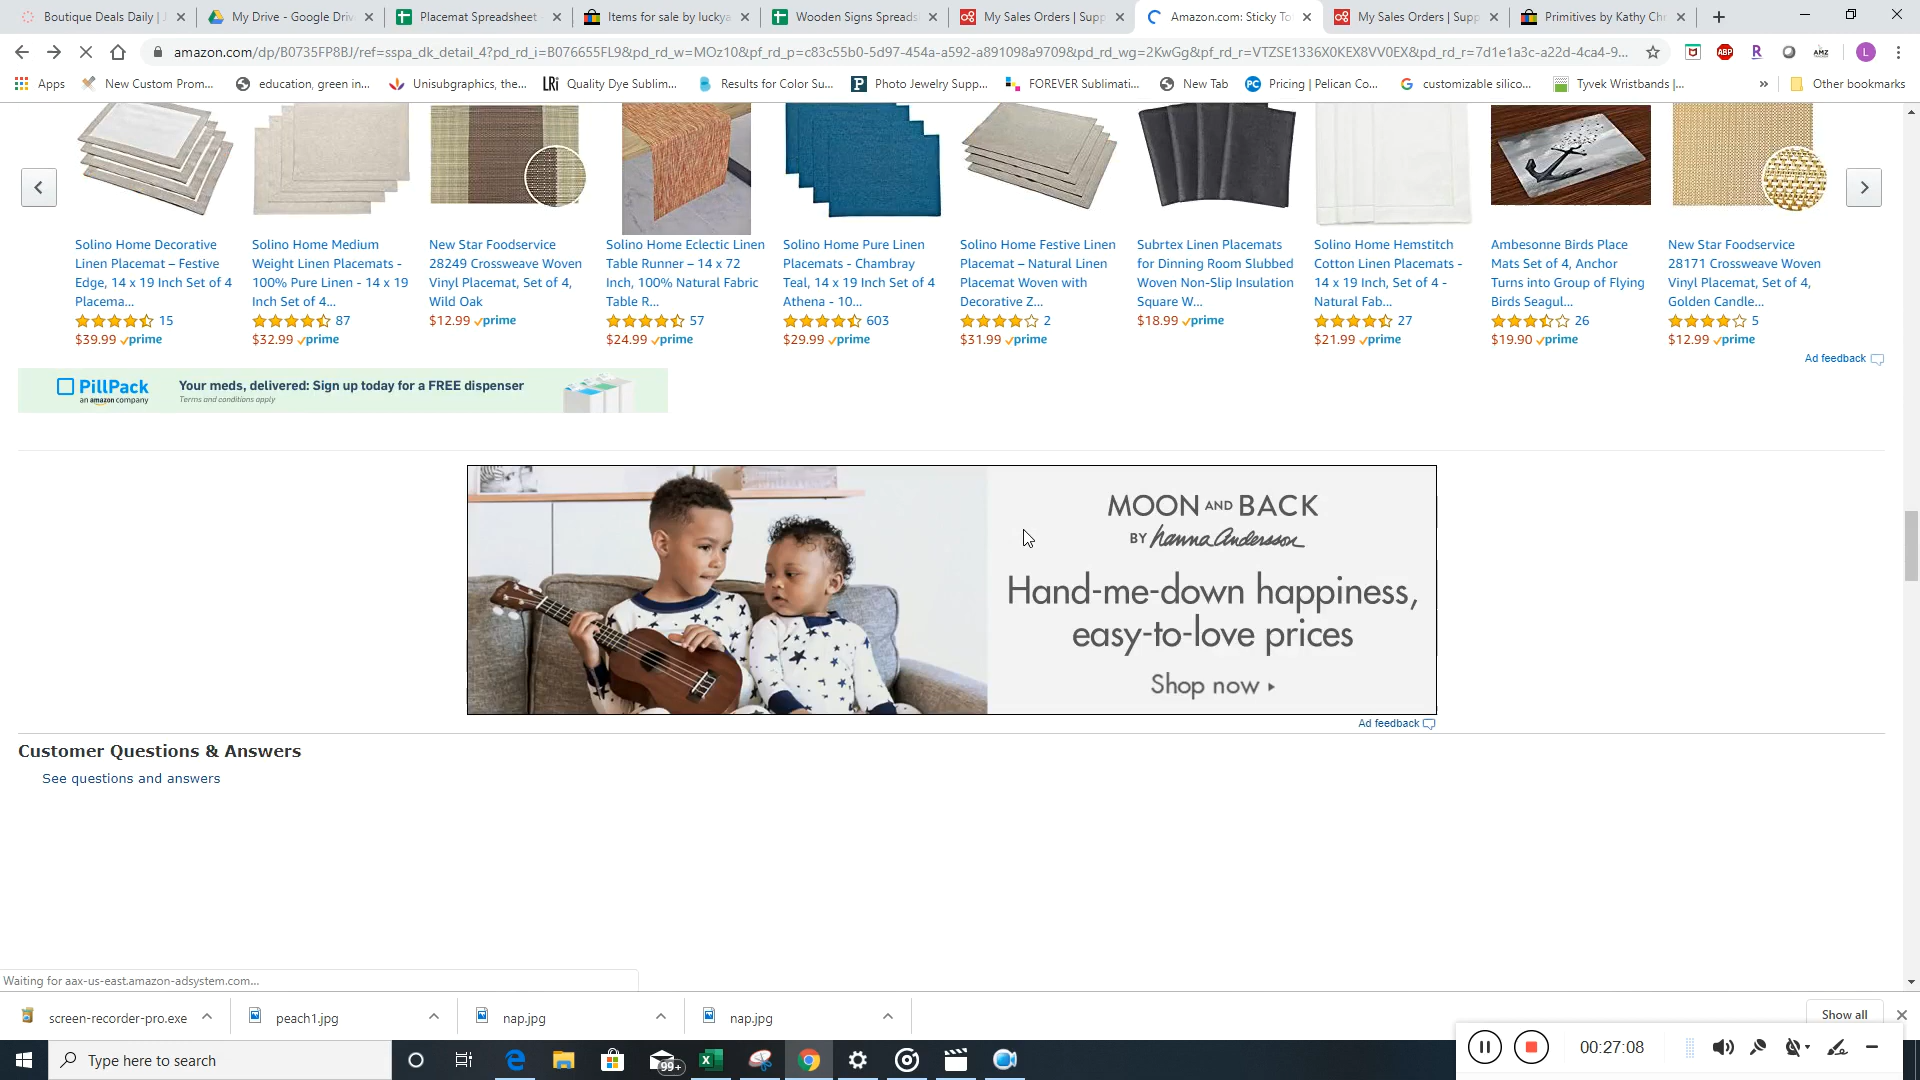 Boutique Deals Daily | J
My Drive - Google Driv
Placemat Spreadsheet -
Items for sale by luckya
Wooden Signs Spreads
My Sales Orders | Supp
Amazon.com: Sticky To
My Sales Orders | Supp
Primitives by Kathy Chr
amazon.com/dp/B0735FP8BJ/ref=sspa_dk_detail_4?pd_rd_i=B076655FL9&pd_rd_w=MOz10&pf_rd_p=c83c55b0-5d97-454a-a592-a891098a9709&pd_rd_wg=2KwGg&pf_rd_r=VTZSE1336X0KEX8VV0EX&pd_rd_r=7d1e1a3c-a22d-4ca4-9...
ABP
R
AMZ
L
Apps
New Custom Prom...
education, green in...
Unisubgraphics, the...
LRi Quality Dye Sublim...
Results for Color Su...
P Photo Jewelry Supp...
FOREVER Sublimati...
New Tab
PC Pricing | Pelican Co...
G customizable silico...
Tyvek Wristbands |...
»
Other bookmarks
Solino Home Decorative
Linen Placemat – Festive
Edge, 14 x 19 Inch Set of 4
Placema...
15
$39.99 prime
Solino Home Medium
Weight Linen Placemats -
100% Pure Linen - 14 x 19
Inch Set of 4...
87
$32.99 prime
New Star Foodservice
28249 Crossweave Woven
Vinyl Placemat, Set of 4,
Wild Oak
$12.99 prime
Solino Home Eclectic Linen
Table Runner – 14 x 72
Inch, 100% Natural Fabric
Table R...
57
$24.99 prime
Solino Home Pure Linen
Placemats - Chambray
Teal, 14 x 19 Inch Set of 4
Athena - 10...
603
$29.99 prime
Solino Home Festive Linen
Placemat – Natural Linen
Placemat Woven with
Decorative Z...
2
$31.99 prime
Subrtex Linen Placemats
for Dinning Room Slubbed
Woven Non-Slip Insulation
Square W...
$18.99 prime
Solino Home Hemstitch
Cotton Linen Placemats -
14 x 19 Inch, Set of 4 -
Natural Fab...
27
$21.99 prime
Ambesonne Birds Place
Mats Set of 4, Anchor
Turns into Group of Flying
Birds Seagul...
26
$19.90 prime
New Star Foodservice
28171 Crossweave Woven
Vinyl Placemat, Set of 4,
Golden Candle...
5
$12.99 prime
Ad feedback
PillPack
an amazon company
Your meds, delivered: Sign up today for a FREE dispenser
Terms and conditions apply
MOON AND BACK
BY hanna Andersson
Hand-me-down happiness,
easy-to-love prices
Shop now
Ad feedback
Customer Questions & Answers
See questions and answers
Waiting for aax-us-east.amazon-adsystem.com...
screen-recorder-pro.exe
peach1.jpg
nap.jpg
nap.jpg
Show all
Type here to search
99+
00:27:08